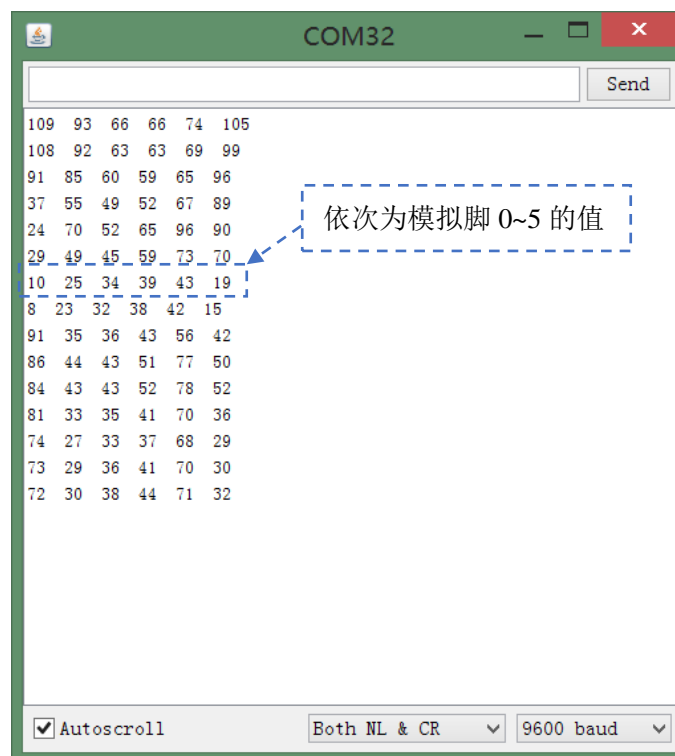 COM32
Send
109 93 66 66 74 105
108 92 63 63 69 99
91 85 60 59 65 96
37 55 49 52 67 89
24 70 52 65 96 90
29 49 45 59 73 70
10 25 34 39 43 19
8 23 32 38 42 15
91 35 36 43 56 42
86 44 43 51 77 50
84 43 43 52 78 52
81 33 35 41 70 36
74 27 33 37 68 29
73 29 36 41 70 30
72 30 38 44 71 32
依次为模拟脚 0~5 的值
Autoscroll
Both NL & CR
9600 baud